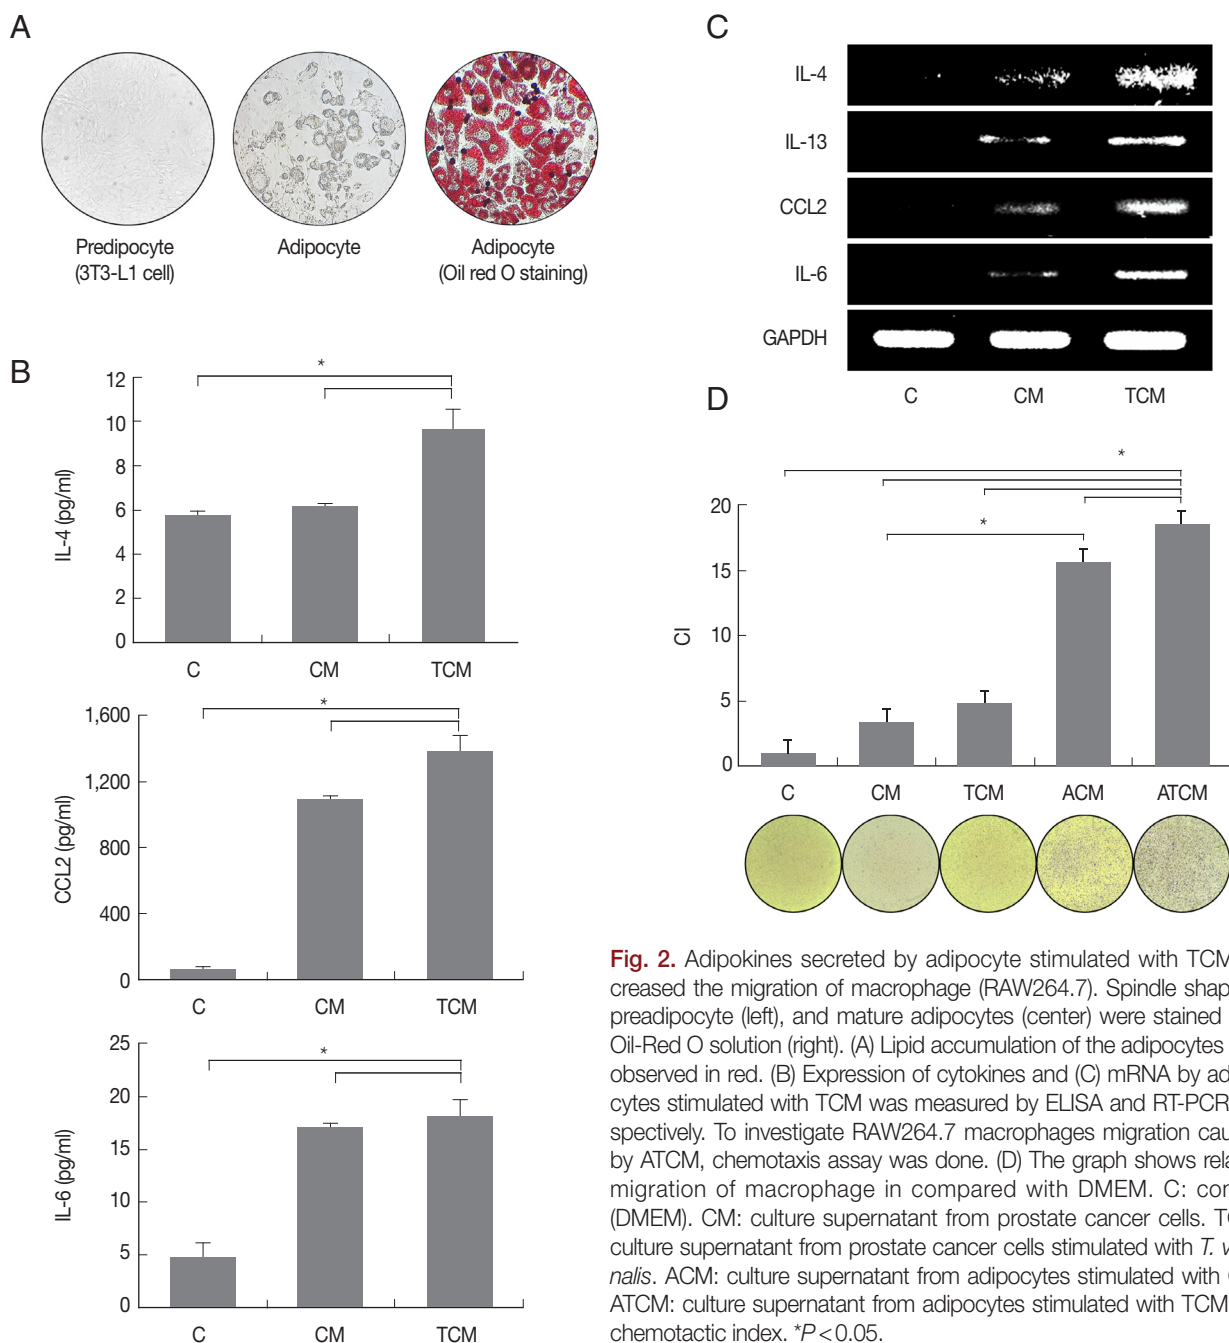 A
Predipocyte
(3T3-L1 cell)
Adipocyte
Adipocyte
(Oil red O staining)
B
IL-4 (pg/ml)
12
10
8
6
4
2
0
*
C
CM
TCM
CCL2 (pg/ml)
1,600
1,200
800
400
0
*
C
CM
TCM
IL-6 (pg/ml)
25
20
15
10
5
0
*
C
CM
TCM
C
IL-4
IL-13
CCL2
IL-6
GAPDH
C
CM
TCM
D
CI
20
15
10
5
0
*
*
C
CM
TCM
ACM
ATCM
Fig. 2. Adipokines secreted by adipocyte stimulated with TCM
creased the migration of macrophage (RAW264.7). Spindle shap
preadipocyte (left), and mature adipocytes (center) were stained
Oil-Red O solution (right). (A) Lipid accumulation of the adipocytes
observed in red. (B) Expression of cytokines and (C) mRNA by ad
cytes stimulated with TCM was measured by ELISA and RT-PCR
spectively. To investigate RAW264.7 macrophages migration cau
by ATCM, chemotaxis assay was done. (D) The graph shows rela
migration of macrophage in compared with DMEM. C: con
(DMEM). CM: culture supernatant from prostate cancer cells. T
culture supernatant from prostate cancer cells stimulated with T. v
nalis. ACM: culture supernatant from adipocytes stimulated with
ATCM: culture supernatant from adipocytes stimulated with TCM
chemotactic index. *P<0.05.